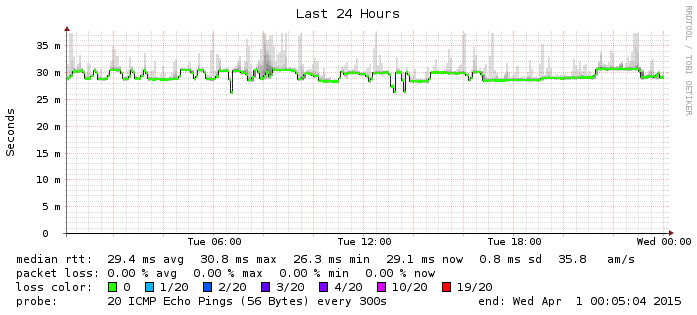 Last 24 Hours
RRDTOOL / TOBI OETIKER
Seconds
35 m
30 m
25 m
20 m
15 m
10 m
5 m
0
Tue 06:00 Tue 12:00 Tue 18:00 Wed 00:00
median rtt: 29.4 ms avg 30.8 ms max 26.3 ms min 29.1 ms now 0.8 ms sd 35.8 am/s
packet loss: 0.00 % avg 0.00 % max 0.00 % min 0.00 % now
loss color: 0 1/20 2/20 3/20 4/20 10/20 19/20
probe: 20 ICMP Echo Pings (56 Bytes) every 300s end: Wed Apr 1 00:05:04 2015